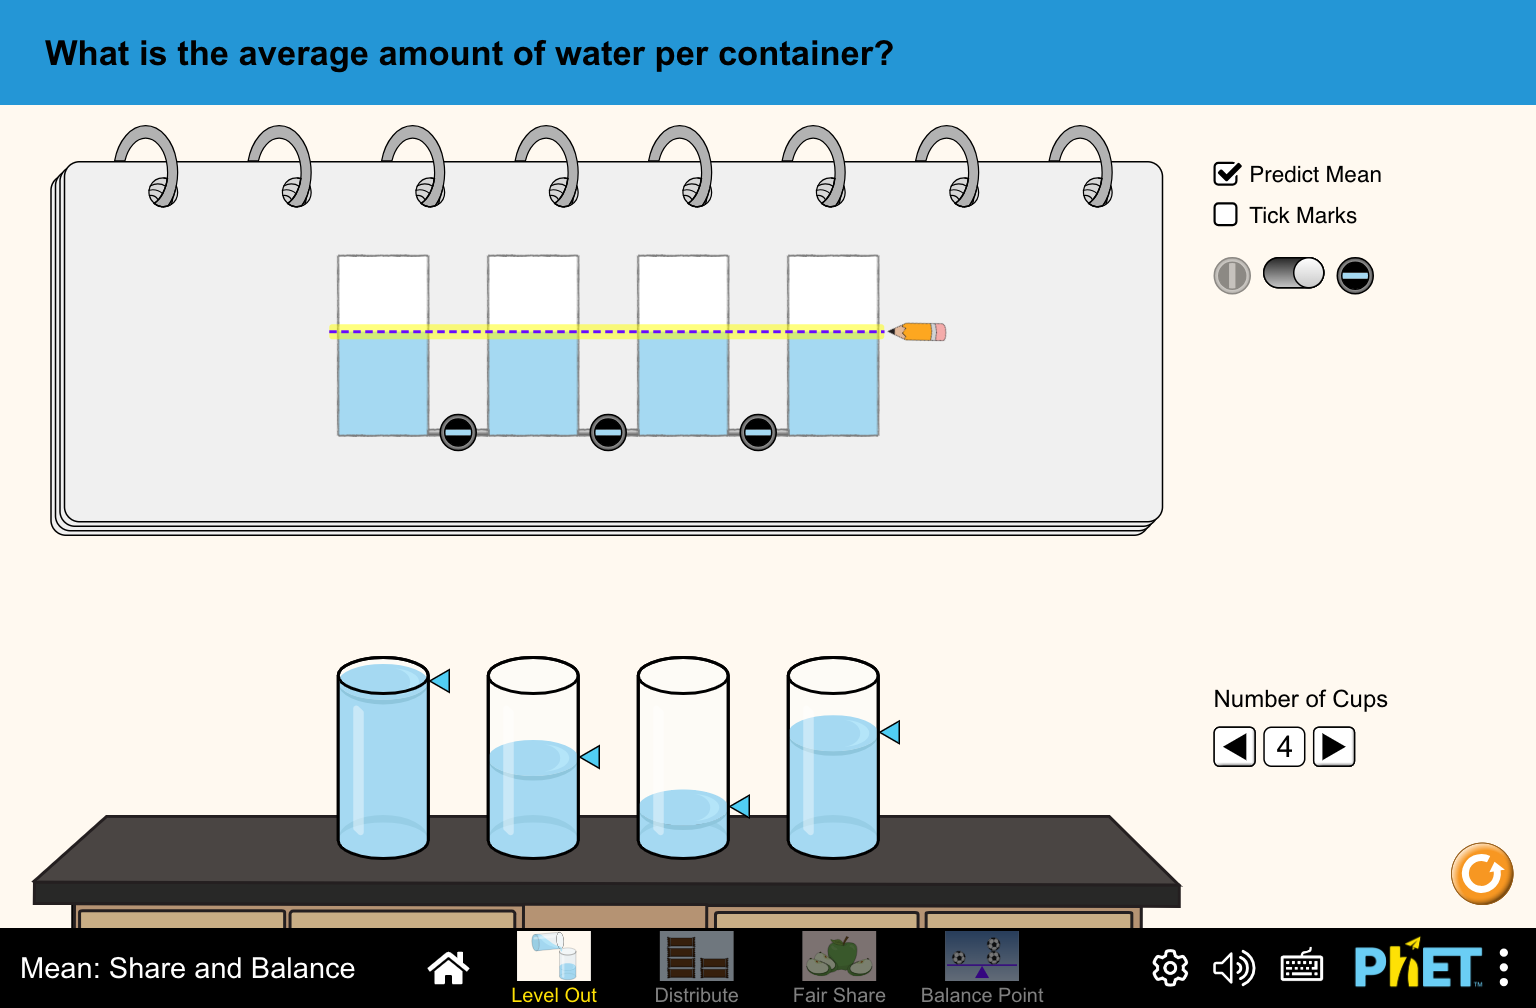 What is the average amount of water per container?
Predict Mean
Tick Marks
Number of Cups
4
Mean: Share and Balance
Level Out
Distribute
Fair Share
Balance Point
PhET™